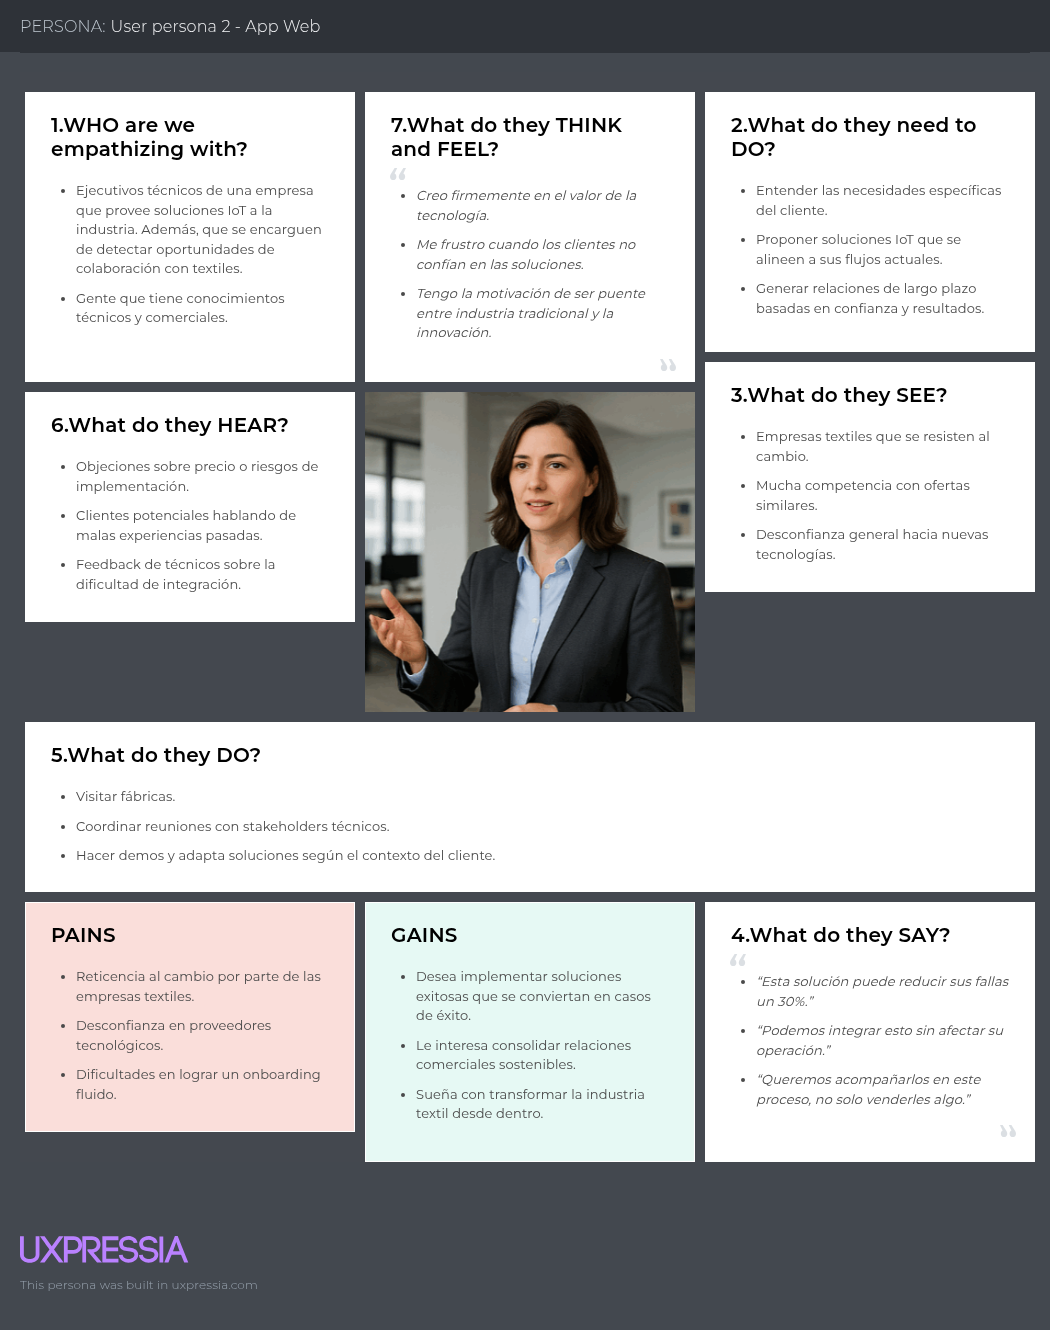 PERSONA: User persona 2 - App Web
1.WHO are we
empathizing with?
• Ejecutivos técnicos de una empresa
que provee soluciones IoT a la
industria. Además, que se encarguen
de detectar oportunidades de
colaboración con textiles.
• Gente que tiene conocimientos
técnicos y comerciales.
7.What do they THINK
and FEEL?
“
• Creo firmemente en el valor de la
tecnología.
• Me frustro cuando los clientes no
confían en las soluciones.
• Tengo la motivación de ser puente
entre industria tradicional y la
innovación.
”
2.What do they need to
DO?
• Entender las necesidades específicas
del cliente.
• Proponer soluciones IoT que se
alineen a sus flujos actuales.
• Generar relaciones de largo plazo
basadas en confianza y resultados.
6.What do they HEAR?
• Objeciones sobre precio o riesgos de
implementación.
• Clientes potenciales hablando de
malas experiencias pasadas.
• Feedback de técnicos sobre la
dificultad de integración.
3.What do they SEE?
• Empresas textiles que se resisten al
cambio.
• Mucha competencia con ofertas
similares.
• Desconfianza general hacia nuevas
tecnologías.
5.What do they DO?
• Visitar fábricas.
• Coordinar reuniones con stakeholders técnicos.
• Hacer demos y adapta soluciones según el contexto del cliente.
PAINS
• Reticencia al cambio por parte de las
empresas textiles.
• Desconfianza en proveedores
tecnológicos.
• Dificultades en lograr un onboarding
fluido.
GAINS
• Desea implementar soluciones
exitosas que se conviertan en casos
de éxito.
• Le interesa consolidar relaciones
comerciales sostenibles.
• Sueña con transformar la industria
textil desde dentro.
4.What do they SAY?
“
• “Esta solución puede reducir sus fallas
un 30%.”
• “Podemos integrar esto sin afectar su
operación.”
• “Queremos acompañarlos en este
proceso, no solo venderles algo.”
”
UXPRESSIA
This persona was built in uxpressia.com